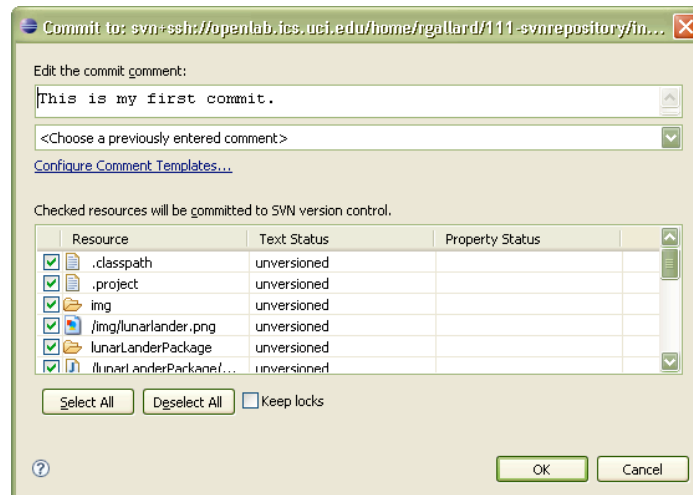 Commit to: svn+ssh://openlab.ics.uci.edu/home/rgallard/111-svnrepository/in...
Edit the commit comment:
This is my first commit.
<Choose a previously entered comment>
Configure Comment Templates...
Checked resources will be committed to SVN version control.
Resource Text Status Property Status
.classpath unversioned
.project unversioned
img unversioned
/img/lunarlander.png unversioned
lunarLanderPackage unversioned
/lunarLanderPackage/... unversioned
Select All Deselect All Keep locks
? OK Cancel